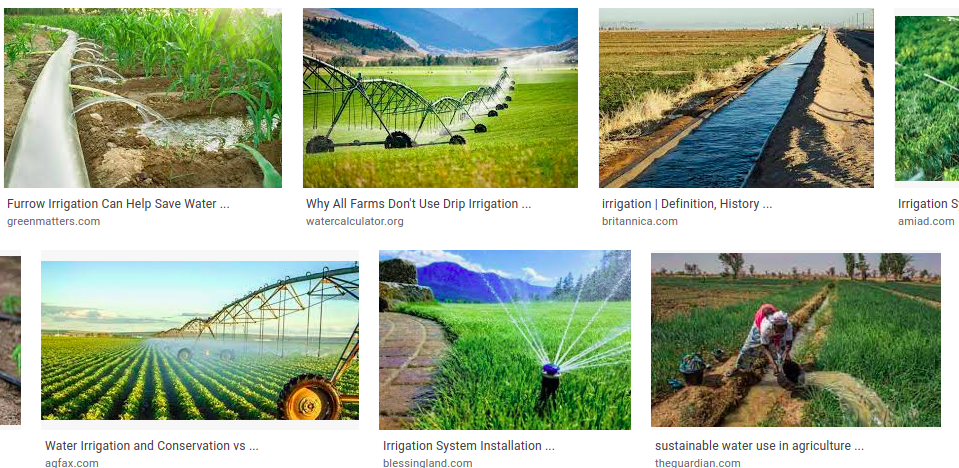 Furrow Irrigation Can Help Save Water ...
greenmatters.com
Why All Farms Don't Use Drip Irrigation ...
watercalculator.org
irrigation | Definition, History ...
britannica.com
Irrigation S
amiad.com
Water Irrigation and Conservation vs ...
agfax.com
Irrigation System Installation ...
blessingland.com
sustainable water use in agriculture ...
theguardian.com